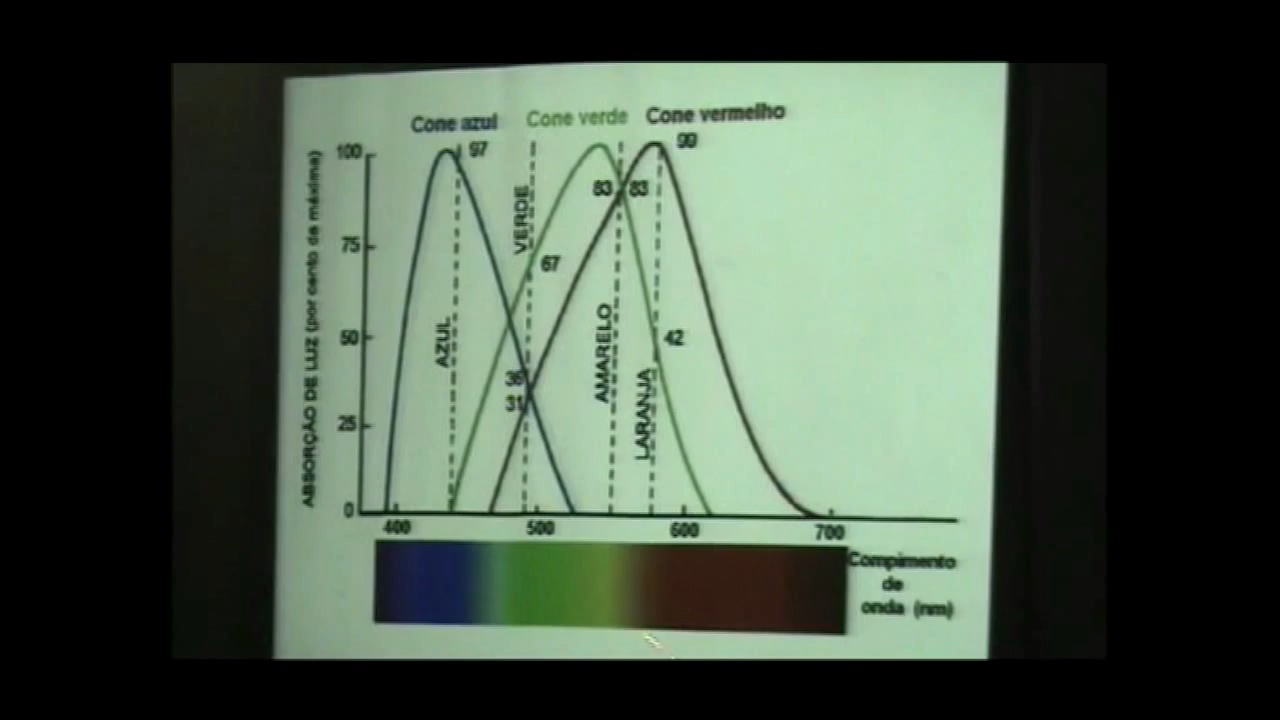 Cone azul Cone verde Cone vermelho
97
99
100
83 83
VERDE
75
67
ABSORÇÃO DE LUZ (por cento da máxima)
AZUL
50
42
AMARELO
36
LARANJA
31
25
0
400 500 600 700
Compimento
de
onda (nm)